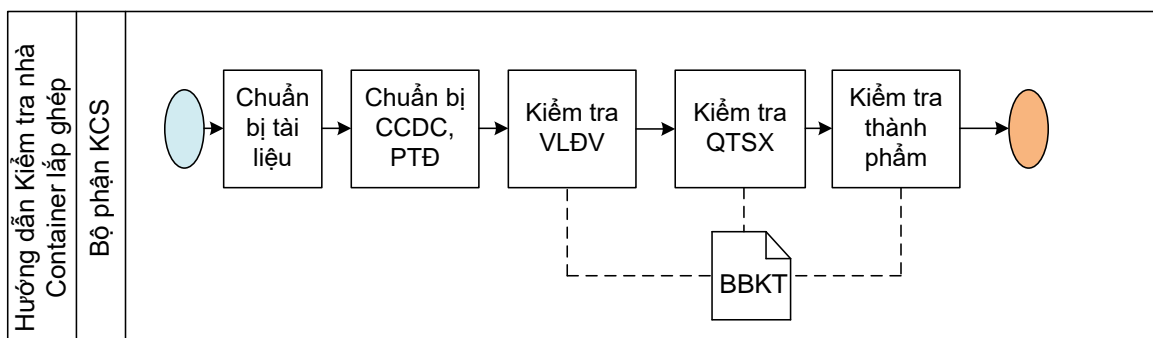 Hướng dẫn Kiểm tra nhà
Container lắp ghép
Bộ phận KCS
Chuẩn
bị tài
liệu
Chuẩn bị
CCDC,
PTĐ
Kiểm tra
VLĐV
Kiểm tra
QTSX
Kiểm tra
thành
phẩm
BBKT